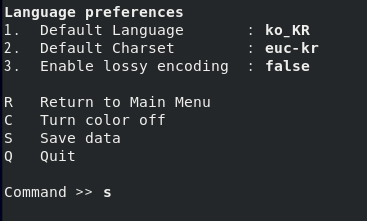 Language preferences
1.  Default Language       : ko_KR
2.  Default Charset        : euc-kr
3.  Enable lossy encoding  : false
R   Return to Main Menu
C   Turn color off
S   Save data
Q   Quit
Command >> s